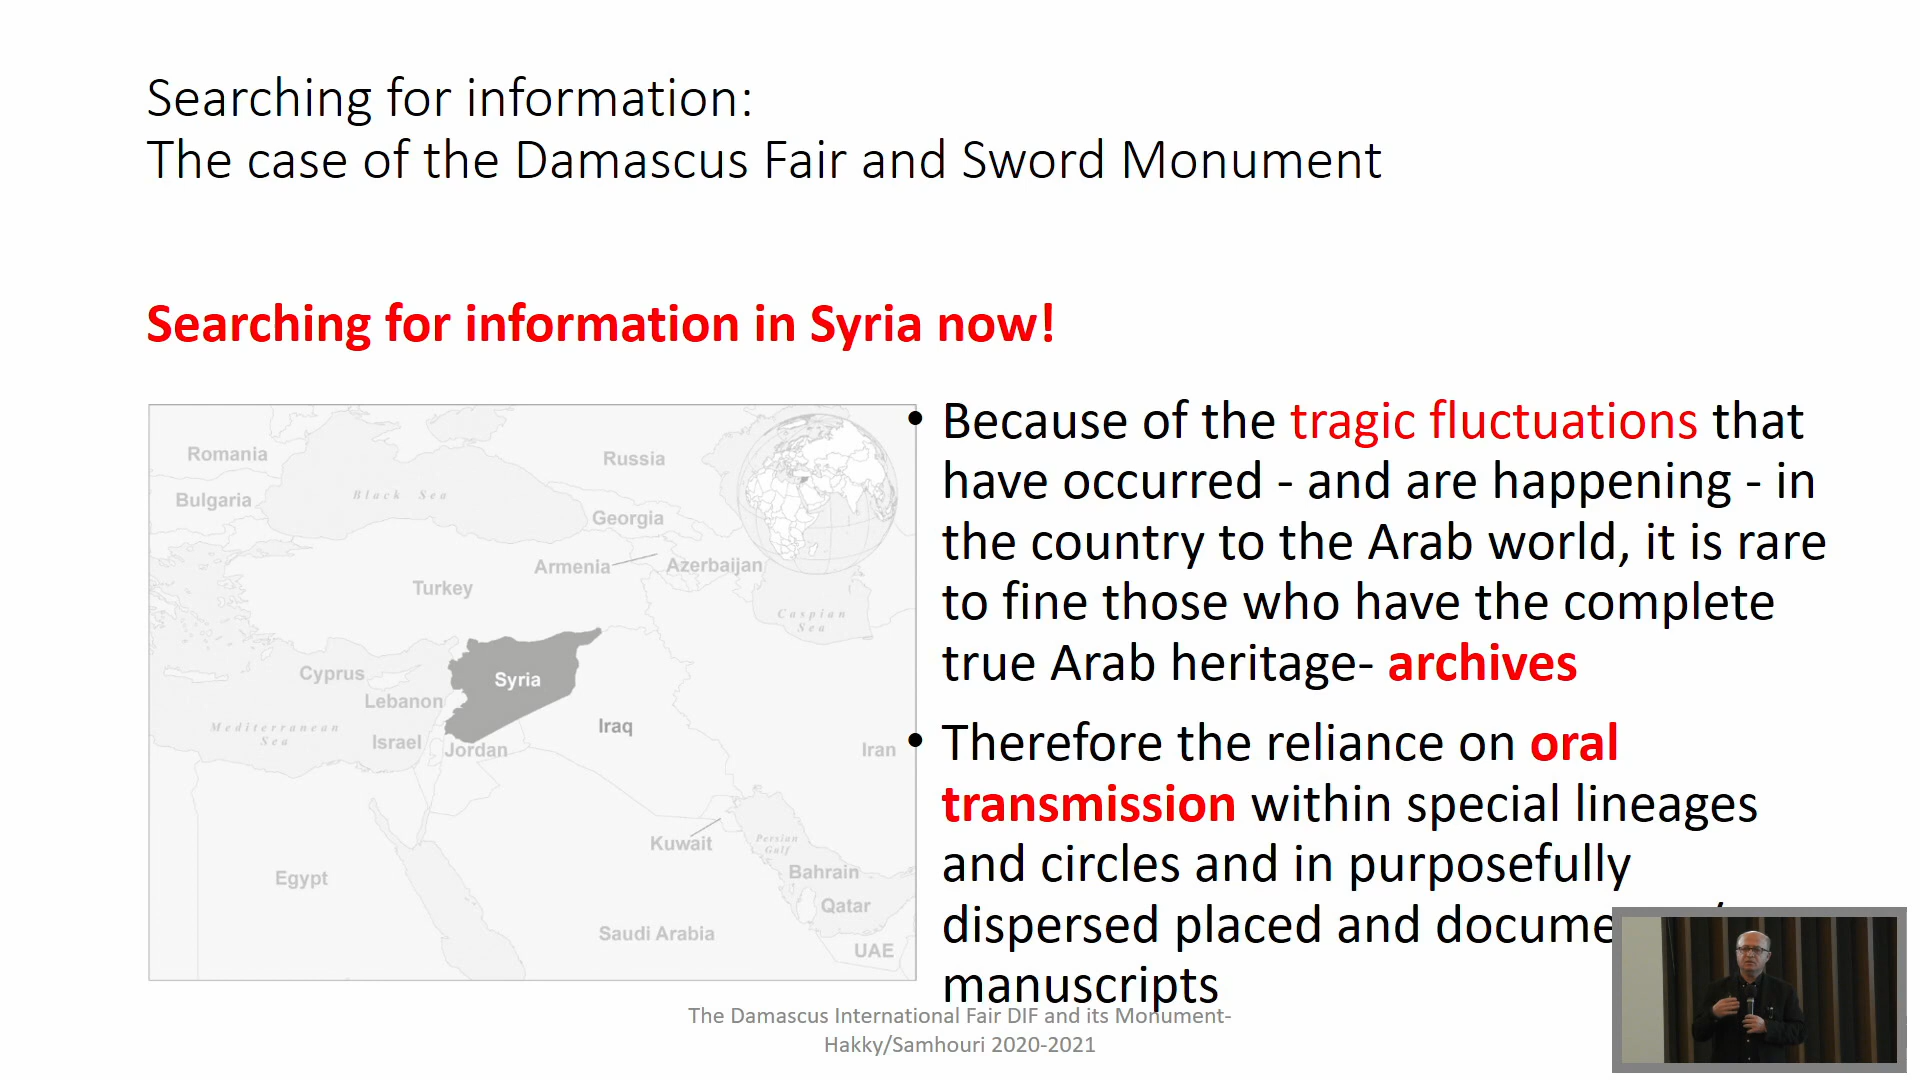 Searching for information:
The case of the Damascus Fair and Sword Monument
Searching for information in Syria now!
Romania
Russia
Black Sea
Bulgaria
Georgia
Armenia
Azerbaijan
Turkey
Caspian
Sea
Cyprus
Syria
Lebanon
Mediterranean
Sea
Iraq
Israel
Jordan
Iran
Kuwait
Persian
Gulf
Bahrain
Egypt
Qatar
Saudi Arabia
UAE
• Because of the tragic fluctuations that
have occurred - and are happening - in
the country to the Arab world, it is rare
to fine those who have the complete
true Arab heritage- archives
• Therefore the reliance on oral
transmission within special lineages
and circles and in purposefully
dispersed placed and docume
manuscripts
The Damascus International Fair DIF and its Monument-
Hakky/Samhouri 2020-2021